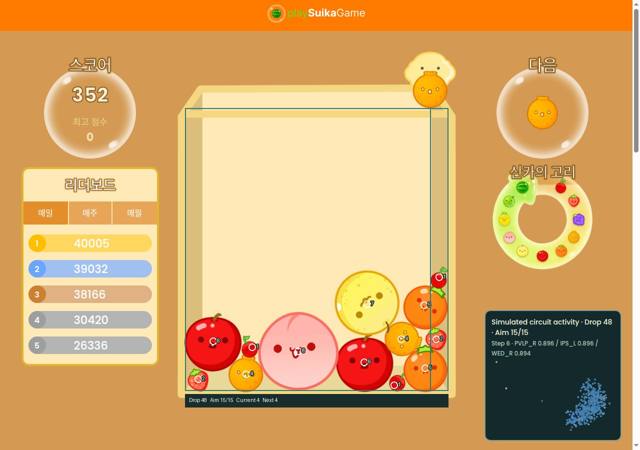 playSuikaGame
스코어
352
최고 점수
0
다음
리더보드
매일 매주 매월
1 40005
2 39032
3 38166
4 30420
5 26336
신카의 고리
Simulated circuit activity · Drop 48
· Aim 15/15
Step 6 · PVLP_R 0.896 / IPS_L 0.896 /
WED_R 0.894
Drop 48 Aim 15/15 Current 4 Next 4